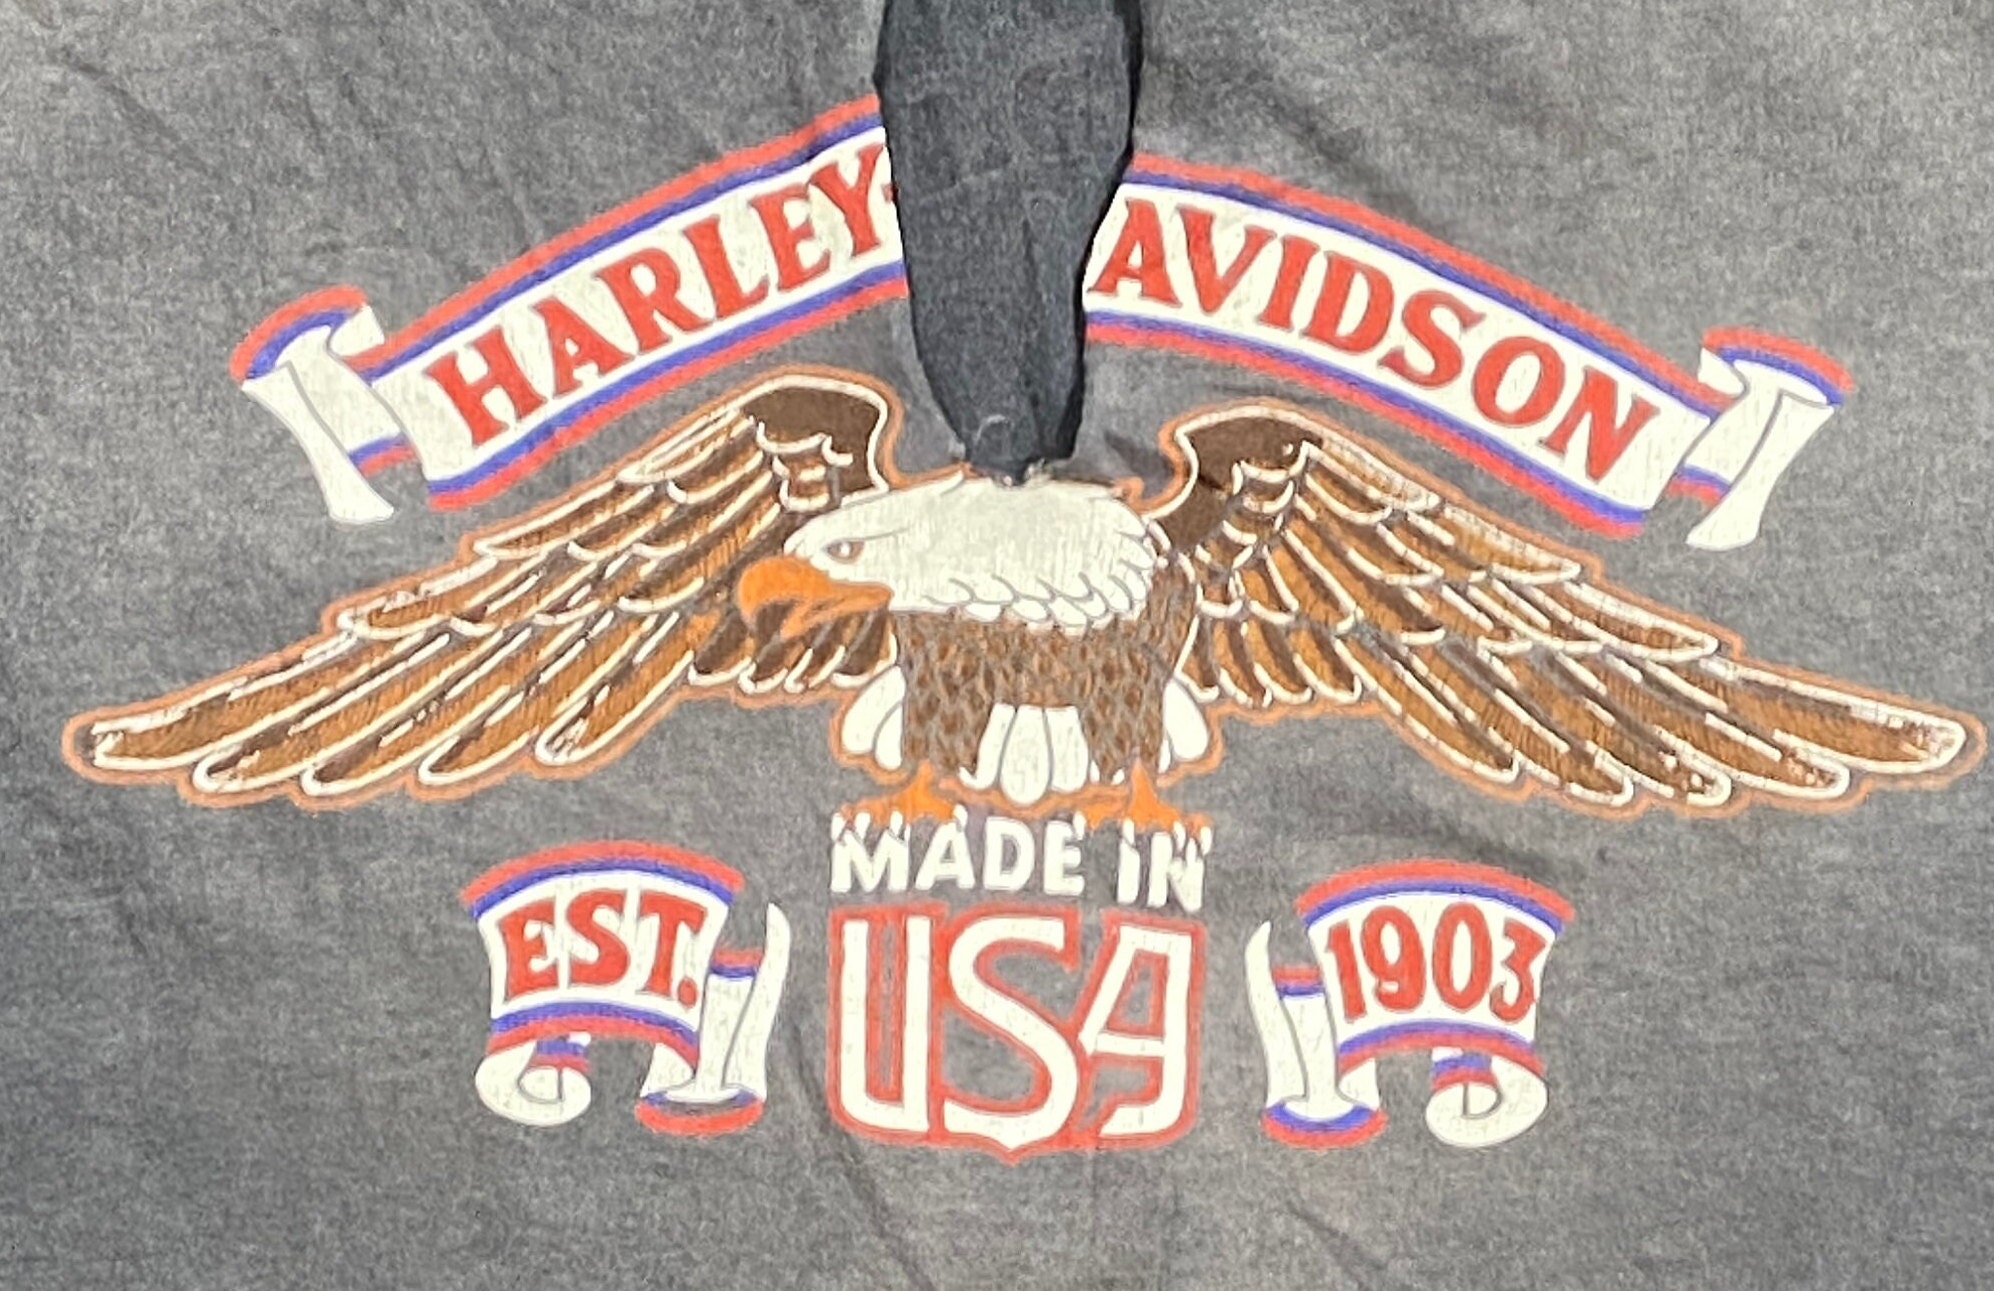 HARLEY- AVIDSON
MADE IN
USA
EST. 1903